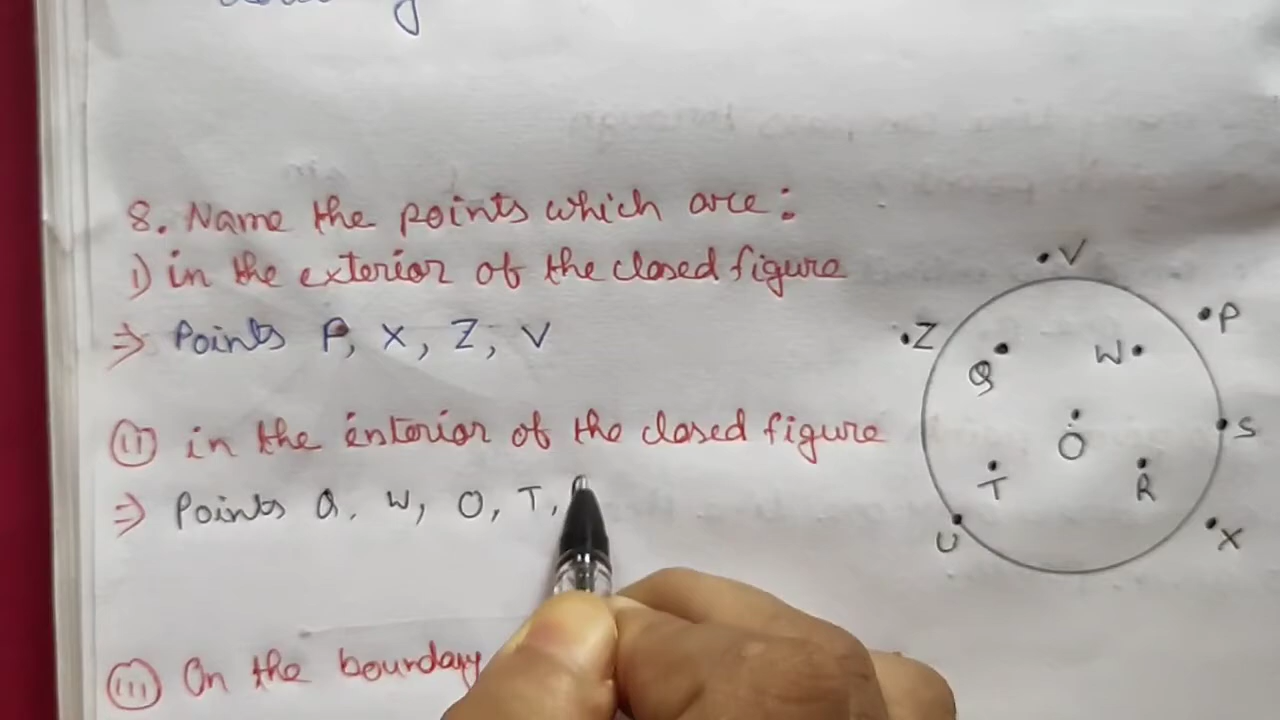 8. Name the points which are:
i) in the exterior of the closed figure
⇒ Points P, X, Z, V
(ii) in the interior of the closed figure
⇒ Points Q, W, O, T,
(iii) On the boundary
V
P
Z
Q
W
S
O
T
R
U
X